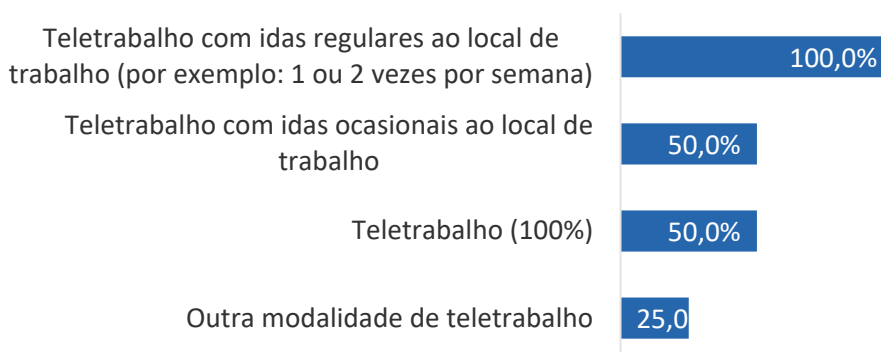 Teletrabalho com idas regulares ao local de
trabalho (por exemplo: 1 ou 2 vezes por semana)
100,0%
Teletrabalho com idas ocasionais ao local de
trabalho
50,0%
Teletrabalho (100%)
50,0%
Outra modalidade de teletrabalho
25,0